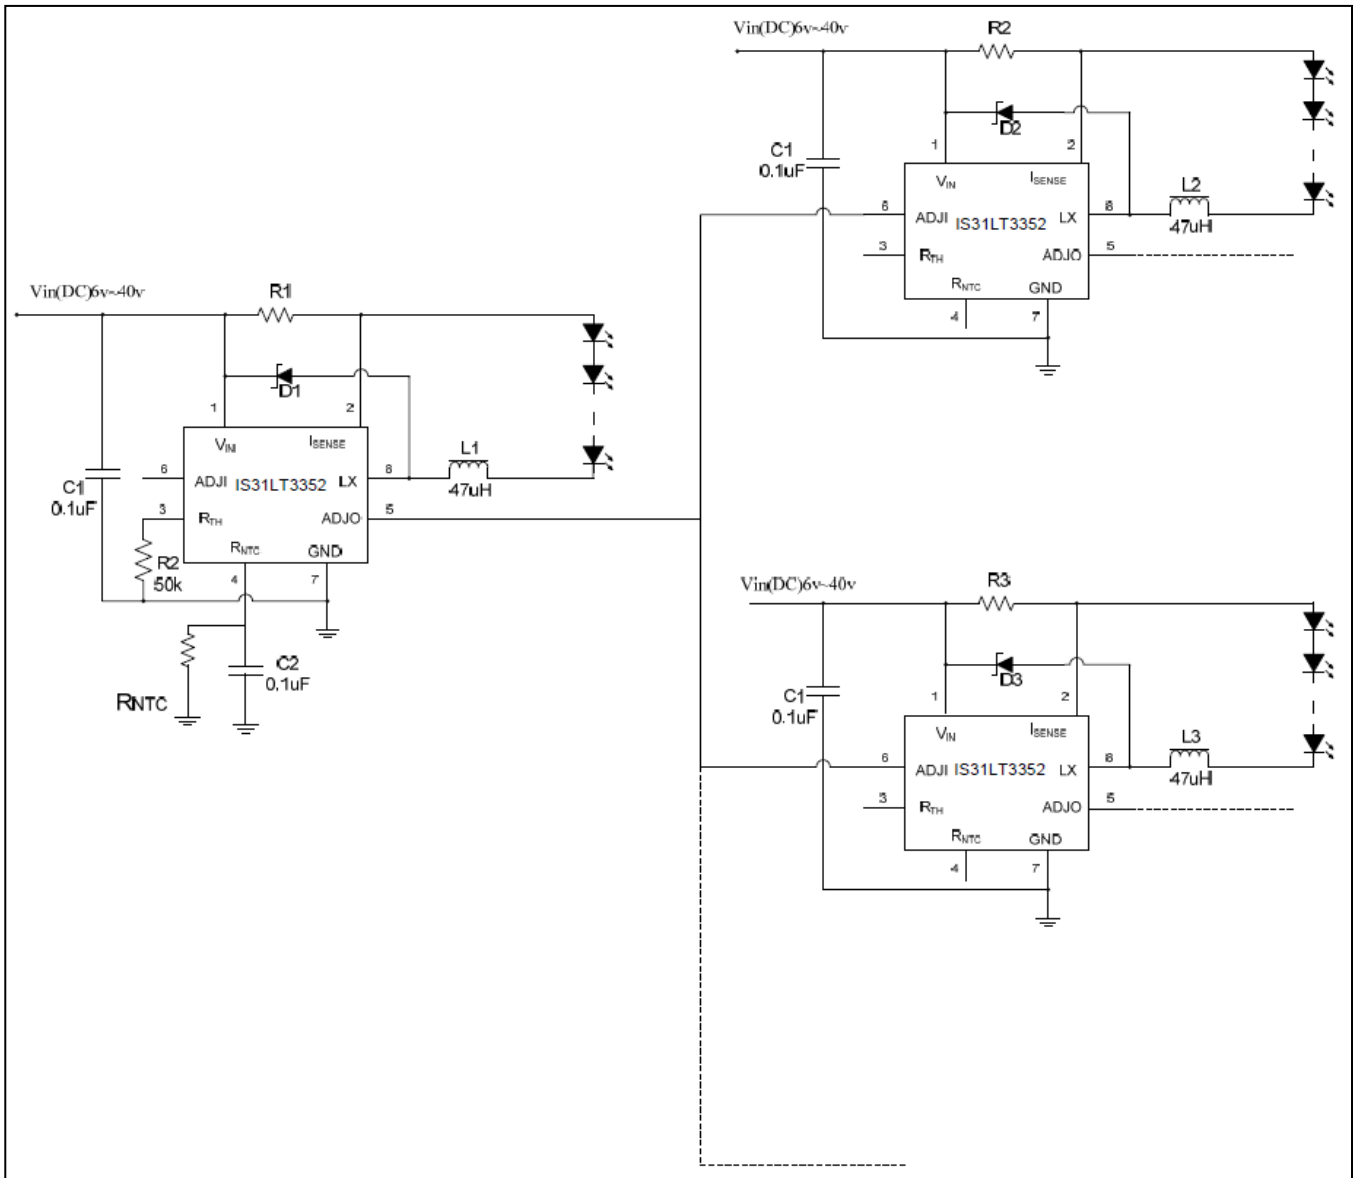 Vin(DC)6v~40v
R1
D1
1
2
VIN
ISENSE
6
ADJI
IS31LT3352
LX
8
L1
47uH
C1
0.1uF
3
RTH
ADJO
5
R2
50k
RNTC
GND
4
7
RNTC
C2
0.1uF
Vin(DC)6v~40v
R2
D2
1
2
C1
0.1uF
VIN
ISENSE
6
ADJI
IS31LT3352
LX
8
L2
47uH
3
RTH
ADJO
5
RNTC
GND
4
7
Vin(DC)6v~40v
R3
D3
1
2
C1
0.1uF
VIN
ISENSE
6
ADJI
IS31LT3352
LX
8
L3
47uH
3
RTH
ADJO
5
RNTC
GND
4
7